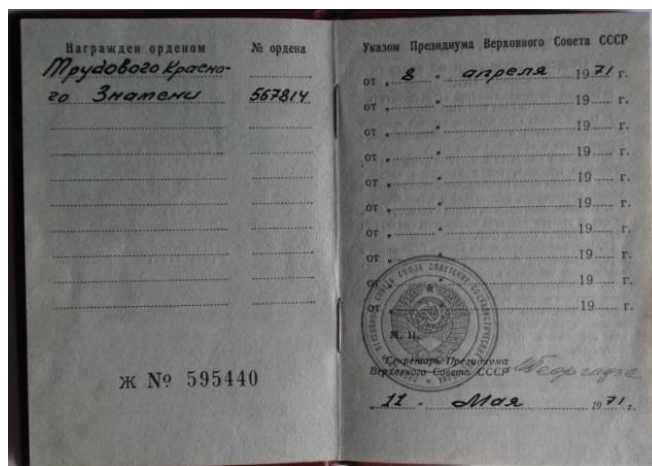 Награжден орденом № ордена
Трудового Красно-
го Знамени 567814
Ж № 595440
Указом Президиума Верховного Совета СССР
от „ 8 “ апреля 1971 г.
от „ “ 19 г.
от „ “ 19 г.
от „ “ 19 г.
от „ “ 19 г.
от „ “ 19 г.
от „ “ 19 г.
от „ “ 19 г.
от „ “ 19 г.
от 19 г.
М. П.
Секретарь Президиума
Верховного Совета СССР Георгадзе
„ 11 “ Мая 1971 г.